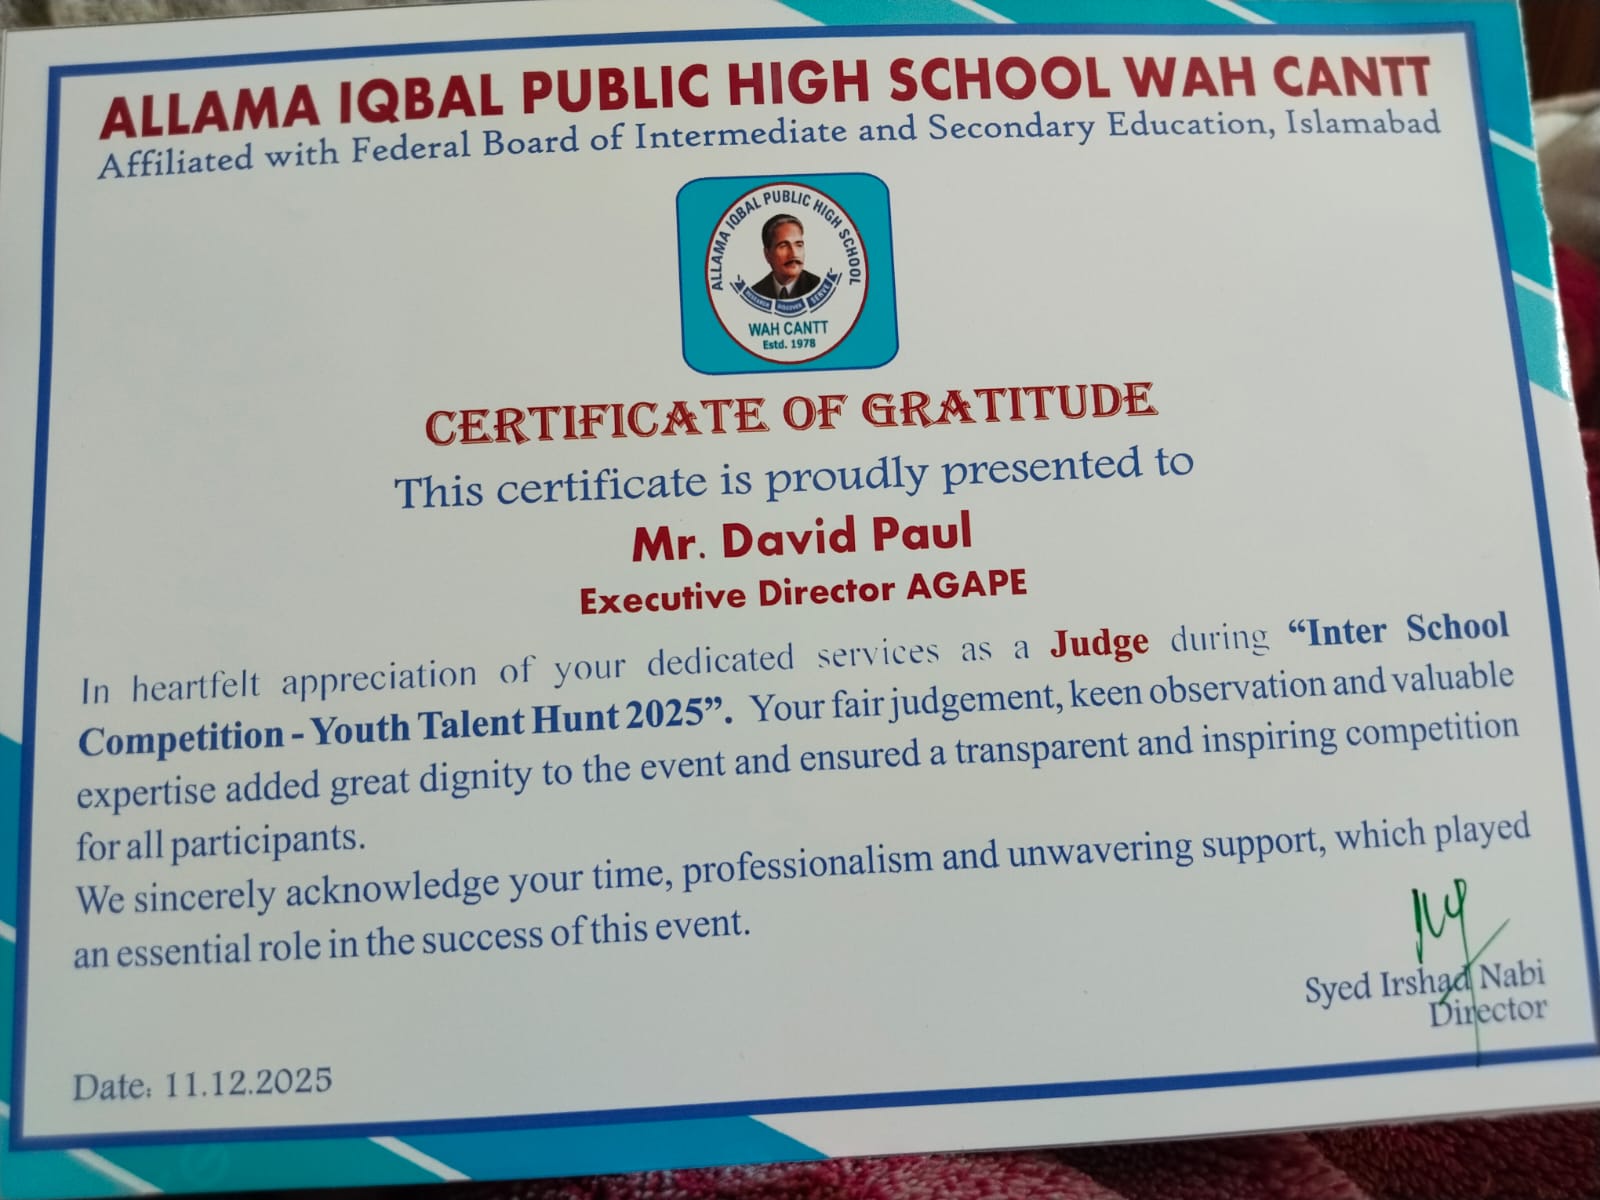 ALLAMA IQBAL PUBLIC HIGH SCHOOL WAH CANTT
Affiliated with Federal Board of Intermediate and Secondary Education, Islamabad
ALLAMA IQBAL PUBLIC HIGH SCHOOL
RESEARCH DISCOVER SERVE
WAH CANTT
Estd. 1978
CERTIFICATE OF GRATITUDE
This certificate is proudly presented to
Mr. David Paul
Executive Director AGAPE
In heartfelt appreciation of your dedicated services as a Judge during “Inter School
Competition - Youth Talent Hunt 2025”. Your fair judgement, keen observation and valuable
expertise added great dignity to the event and ensured a transparent and inspiring competition
for all participants.
We sincerely acknowledge your time, professionalism and unwavering support, which played
an essential role in the success of this event.
Syed Irshad Nabi
Director
Date: 11.12.2025